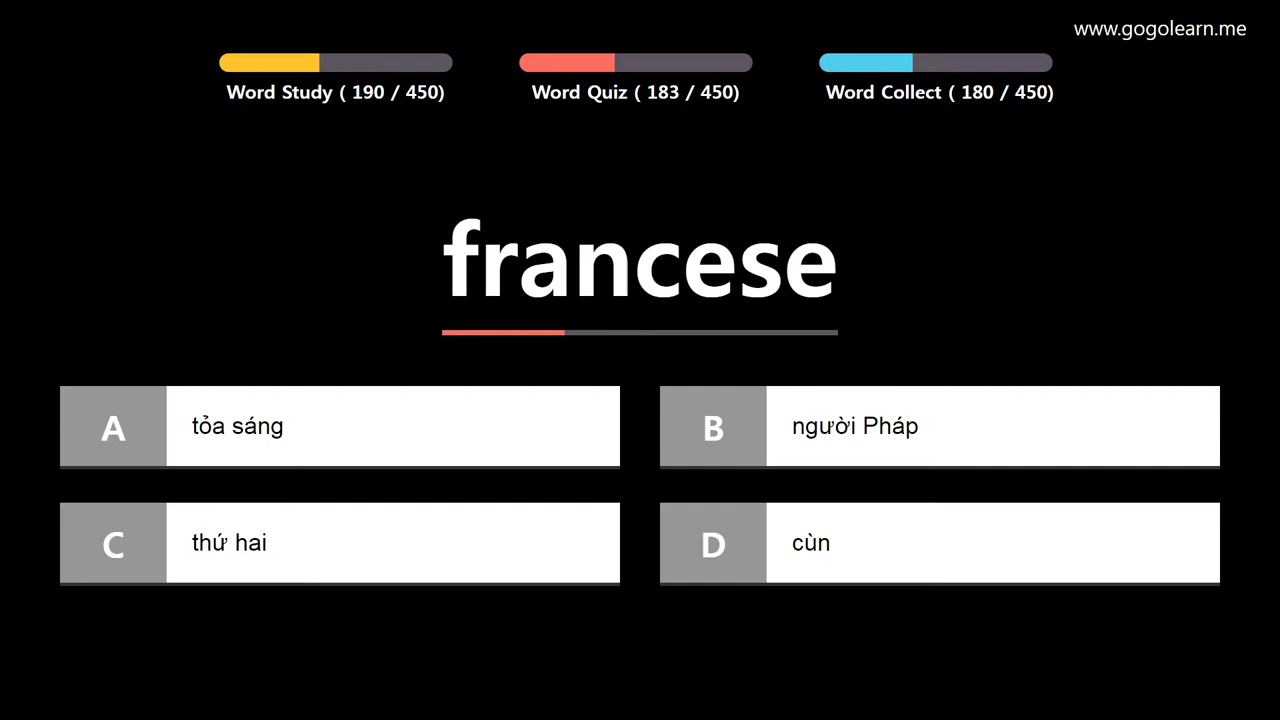 www.gogolearn.me
Word Study ( 190 / 450)
Word Quiz ( 183 / 450)
Word Collect ( 180 / 450)
francese
A
tỏa sáng
B
người Pháp
C
thứ hai
D
cùn